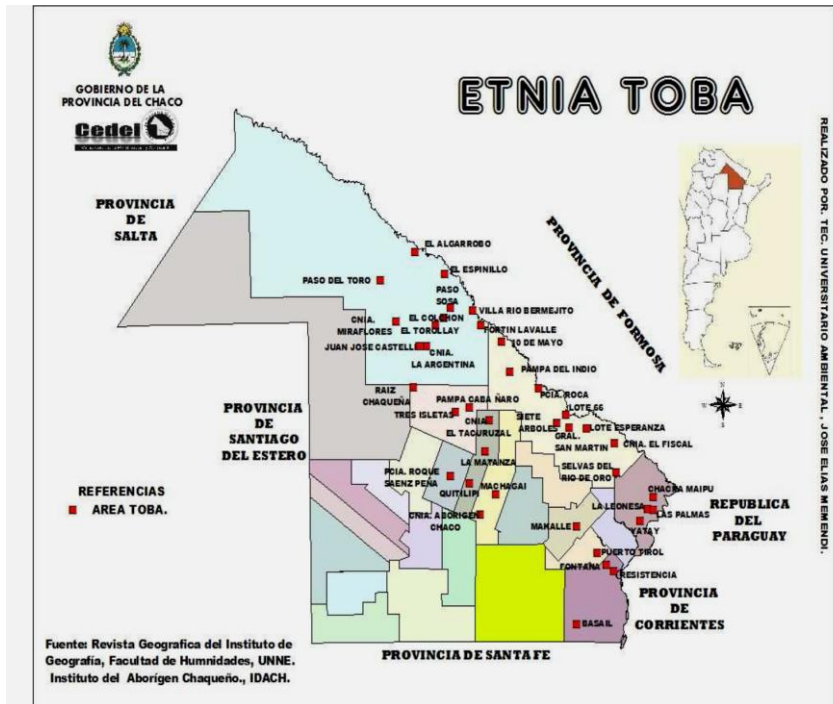 GOBIERNO DE LA
PROVINCIA DEL CHACO
Cedel
ETNIA TOBA
REALIZADO POR. TEC. UNIVERSITARIO AMBIENTAL , JOSE ELIAS MEMENDI.
PROVINCIA
DE
SALTA
PROVINCIA DE FORMOSA
EL ALGARROBO
EL ESPINILLO
PASO DEL TORO
PASO
SOSA
VILLA RIO BERMEJITO
CNIA.
MIRAFLORES
EL COLCHON
EL TOROLLAY
FORTIN LAVALLE
10 DE MAYO
JUAN JOSE CASTELLI
CNIA.
LA ARGENTINA
PAMPA DEL INDIO
RAIZ
CHAQUEÑA
PCIA. ROCA
PAMPA CABA ÑARO
TRES ISLETAS
CNIA.
EL TACURUZAL
SIETE
ARBOLES
LOTE 66
GRAL.
SAN MARTIN
LOTE ESPERANZA
CNIA. EL FISCAL
PROVINCIA
DE
SANTIAGO
DEL ESTERO
LA MATANZA
SELVAS DEL
RIO DE ORO
PCIA. ROQUE
SAENZ PEÑA
QUITILIPI
MACHAGAI
CHACRA MAIPU
LA LEONESA
LAS PALMAS
YATAY
REPUBLICA
DEL
PARAGUAY
CNIA. ABORIGEN
CHACO
MAKALLE
PUERTO TIROL
FONTANA
RESISTENCIA
PROVINCIA
DE
CORRIENTES
BASAIL
REFERENCIAS
AREA TOBA.
PROVINCIA DE SANTA FE
Fuente: Revista Geografica del Instituto de
Geografía, Facultad de Humnidades, UNNE.
Instituto del Aborígen Chaqueño., IDACH.